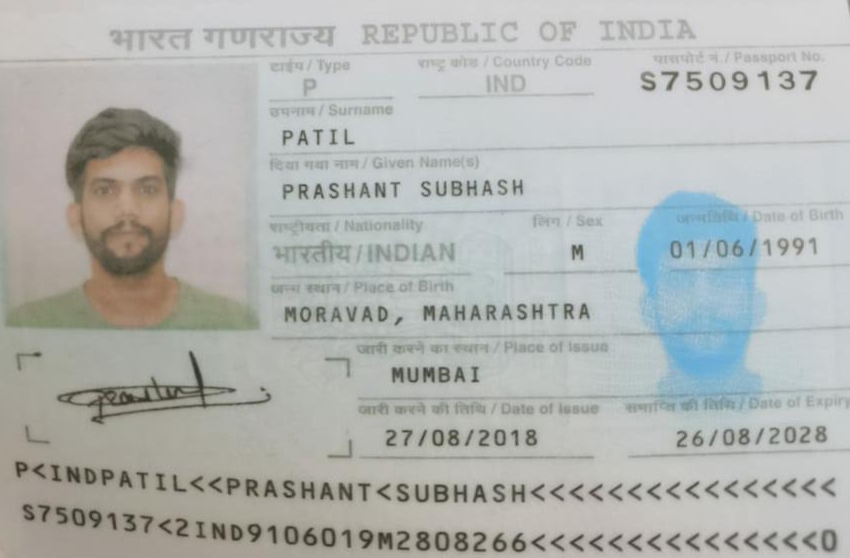 भारत गणराज्य REPUBLIC OF INDIA
टाईप / Type राष्ट्र कोड / Country Code पासपोर्ट नं. / Passport No.
P IND S7509137
उपनाम / Surname
PATIL
दिया गया नाम / Given Name(s)
PRASHANT SUBHASH
राष्ट्रीयता / Nationality लिंग / Sex जन्मतिथि / Date of Birth
भारतीय / INDIAN M 01/06/1991
जन्म स्थान / Place of Birth
MORAVAD, MAHARASHTRA
जारी करने का स्थान / Place of Issue
MUMBAI
जारी करने की तिथि / Date of Issue समाप्ति की तिथि / Date of Expiry
27/08/2018 26/08/2028
P<INDPATIL<<PRASHANT<SUBHASH<<<<<<<<<<<<<<<<
S7509137<2IND9106019M2808266<<<<<<<<<<<<<<<0